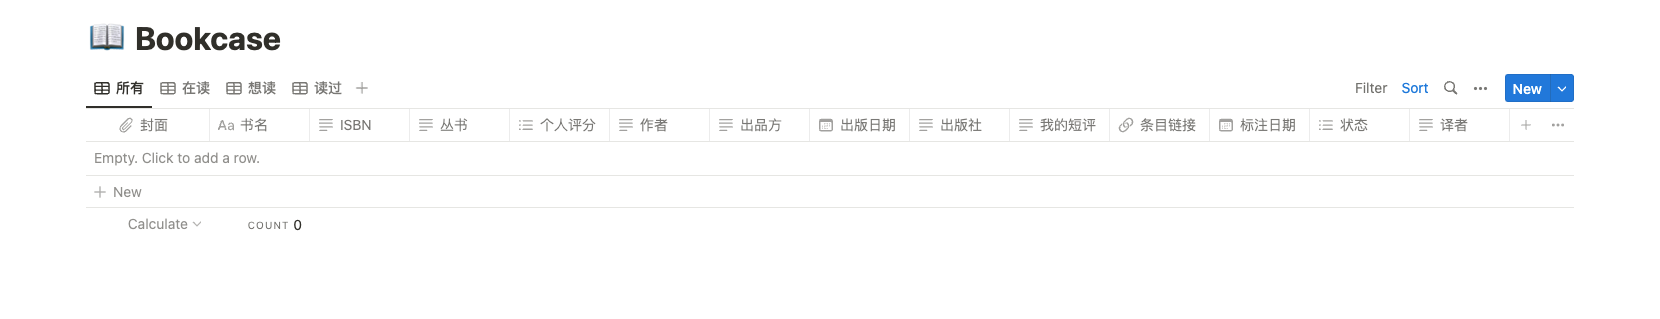 Bookcase
所有 在读 想读 读过 Filter Sort New
封面 Aa 书名 ISBN 丛书 个人评分 作者 出品方 出版日期 出版社 我的短评 条目链接 标注日期 状态 译者
Empty. Click to add a row.
New
Calculate COUNT 0